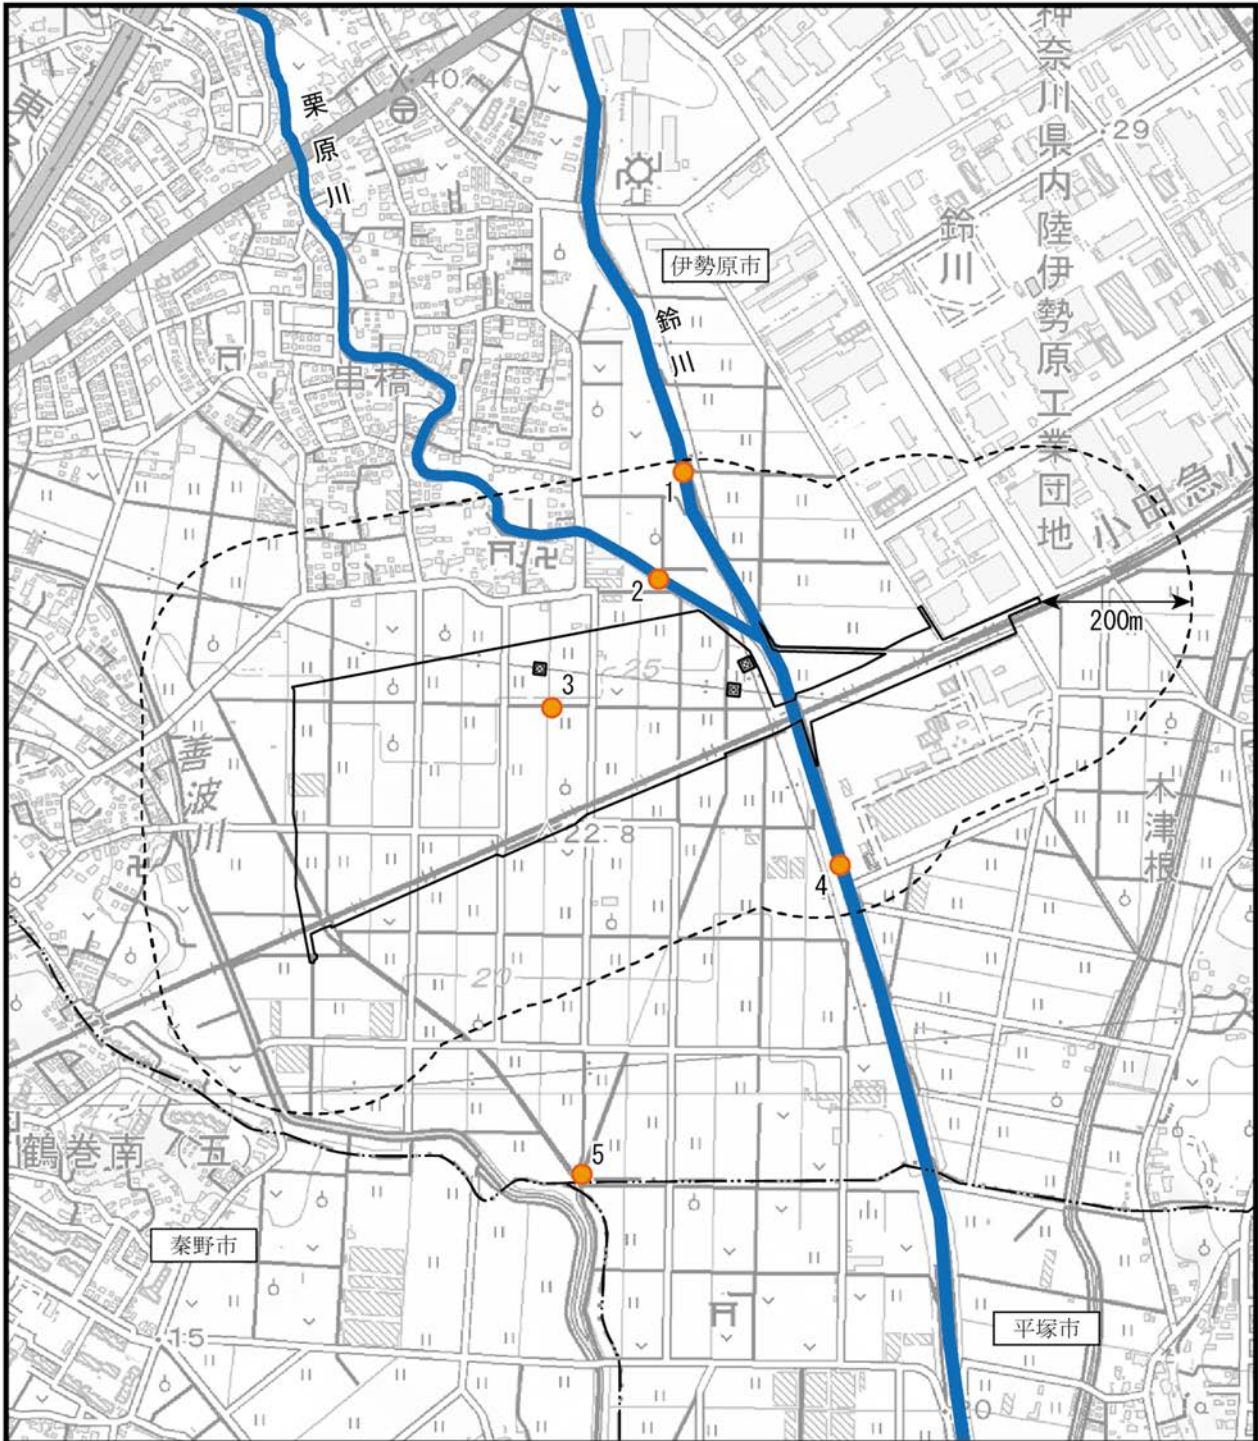 神奈川県内陸伊勢原工業団地
東
40
栗原川
29
鈴川
伊勢原市
鈴川
串橋
小田急小
1
2
200m
25
3
善波川
木津根
22.8
4
20
鶴巻南
五
5
秦野市
平塚市
15
20